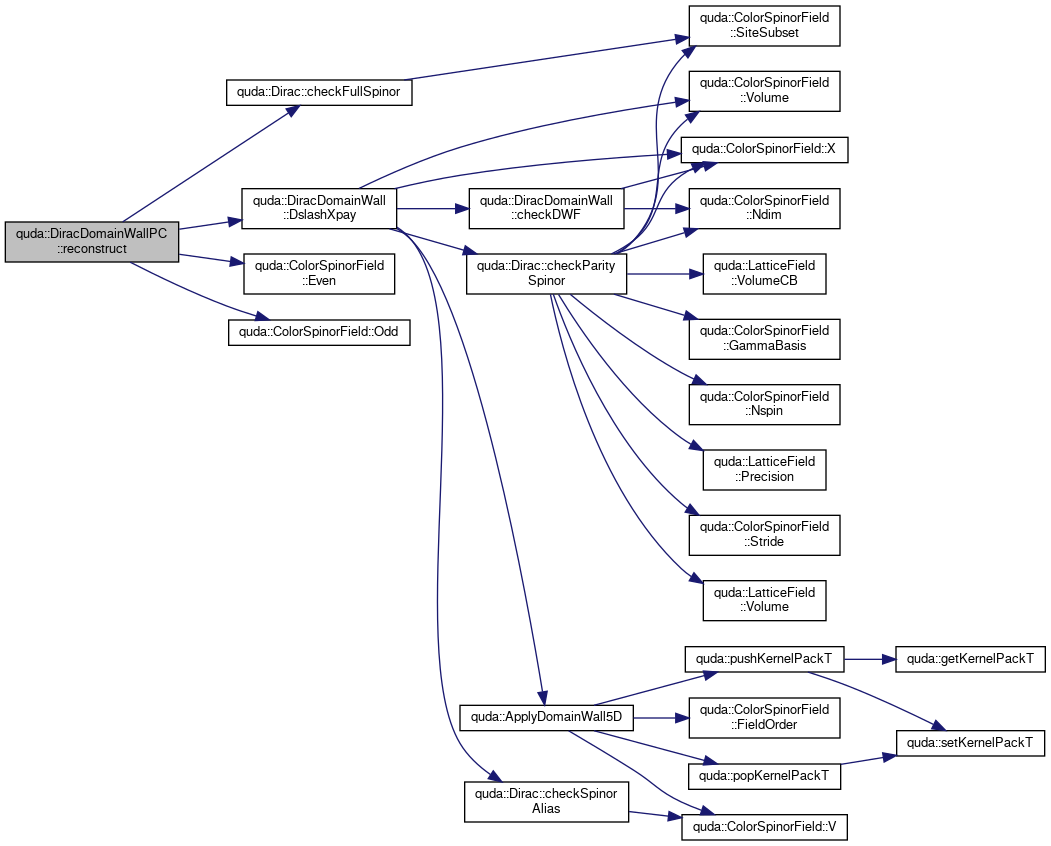 quda::DiracDomainWallPC
::reconstruct
quda::Dirac::checkFullSpinor
quda::DiracDomainWall
::DslashXpay
quda::ColorSpinorField
::Even
quda::ColorSpinorField::Odd
quda::DiracDomainWall
::checkDWF
quda::Dirac::checkParity
Spinor
quda::ApplyDomainWall5D
quda::Dirac::checkSpinor
Alias
quda::ColorSpinorField
::SiteSubset
quda::ColorSpinorField
::Volume
quda::ColorSpinorField::X
quda::ColorSpinorField
::Ndim
quda::LatticeField
::VolumeCB
quda::ColorSpinorField
::GammaBasis
quda::ColorSpinorField
::Nspin
quda::LatticeField
::Precision
quda::ColorSpinorField
::Stride
quda::LatticeField
::Volume
quda::pushKernelPackT
quda::ColorSpinorField
::FieldOrder
quda::popKernelPackT
quda::ColorSpinorField::V
quda::getKernelPackT
quda::setKernelPackT